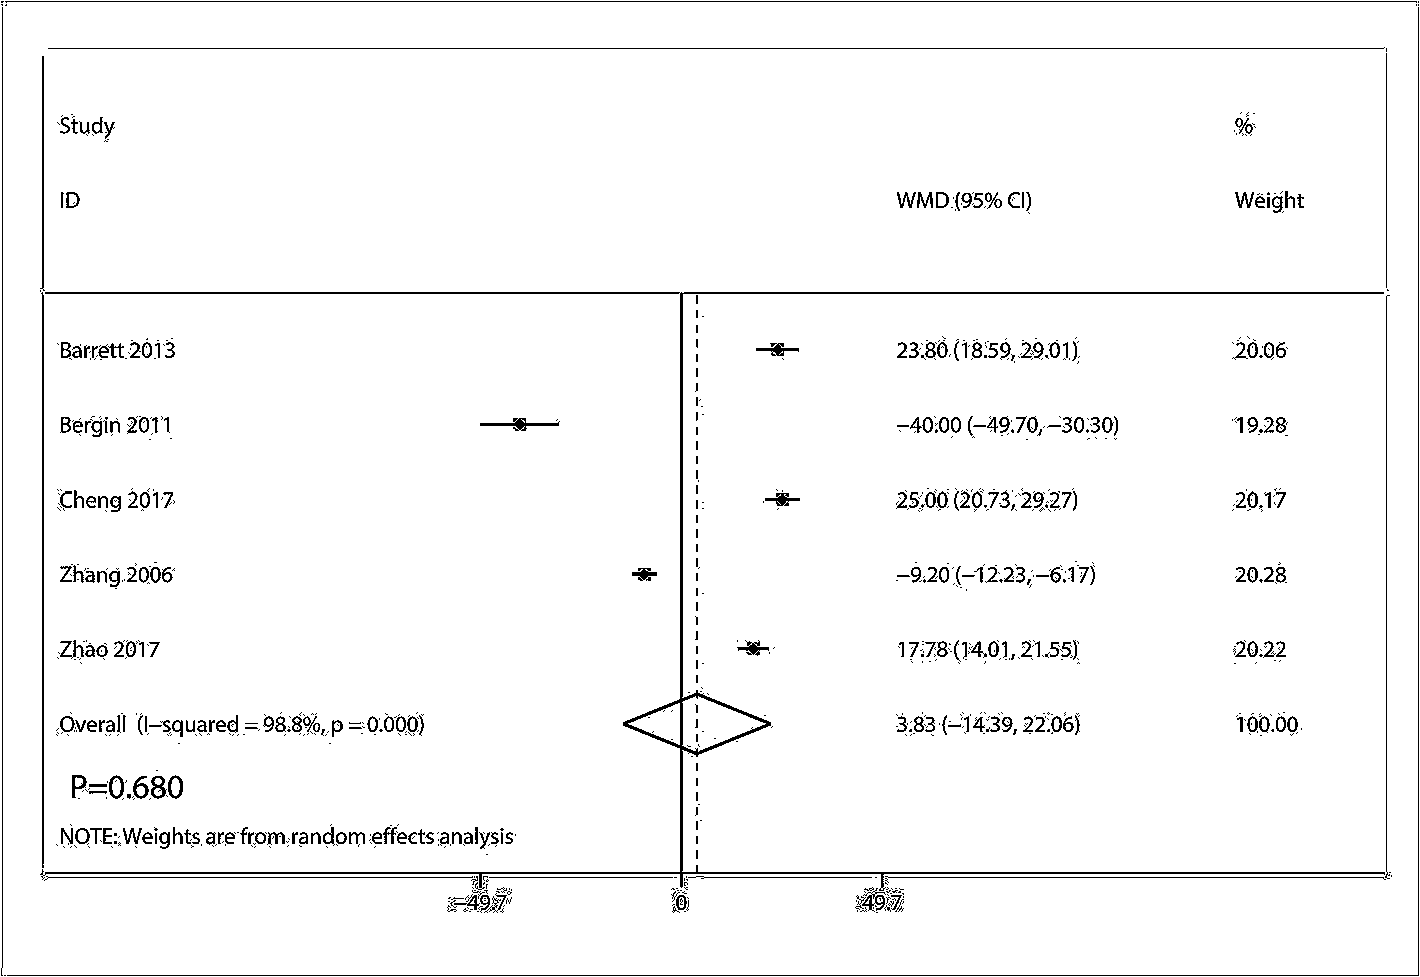 Study %
ID WMD (95% CI) Weight
Barrett 2013 23.80 (18.59, 29.01) 20.06
Bergin 2011 −40.00 (−49.70, −30.30) 19.28
Cheng 2017 25.00 (20.73, 29.27) 20.17
Zhang 2006 −9.20 (−12.23, −6.17) 20.28
Zhao 2017 17.78 (14.01, 21.55) 20.22
Overall (I−squared = 98.8%, p = 0.000) 3.83 (−14.39, 22.06) 100.00
P=0.680
NOTE: Weights are from random effects analysis
−49.7 0 49.7